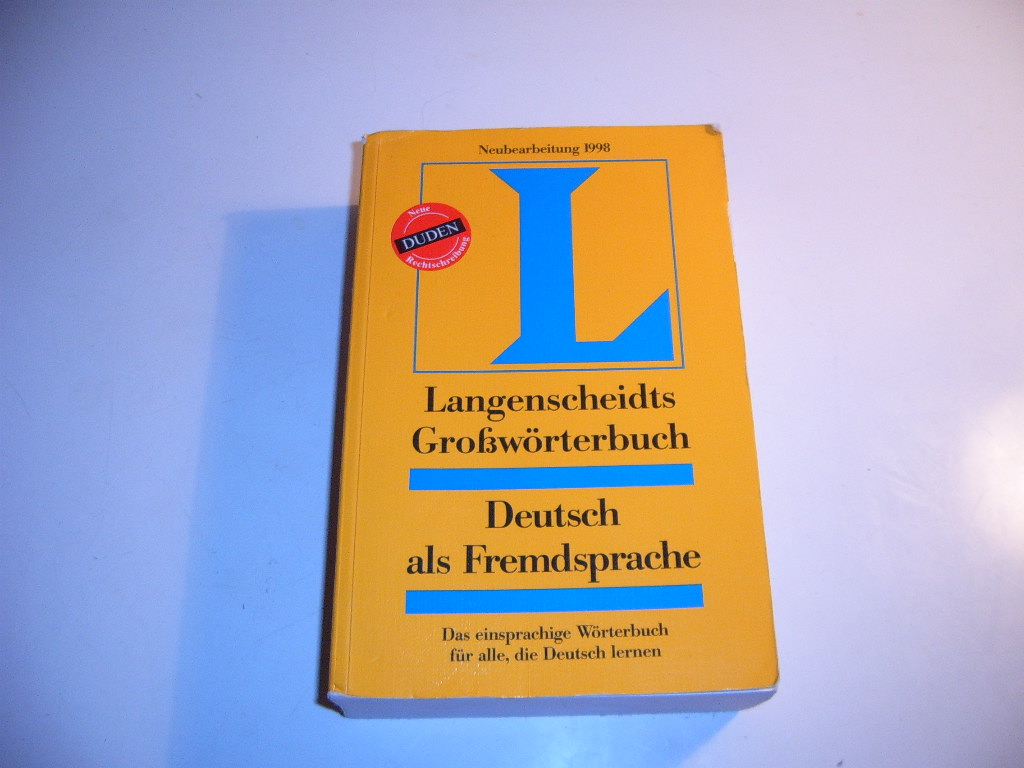 Neubearbeitung 1998
L
Neue
DUDEN
Rechtschreibung
Langenscheidts
Großwörterbuch
Deutsch
als Fremdsprache
Das einsprachige Wörterbuch
für alle, die Deutsch lernen